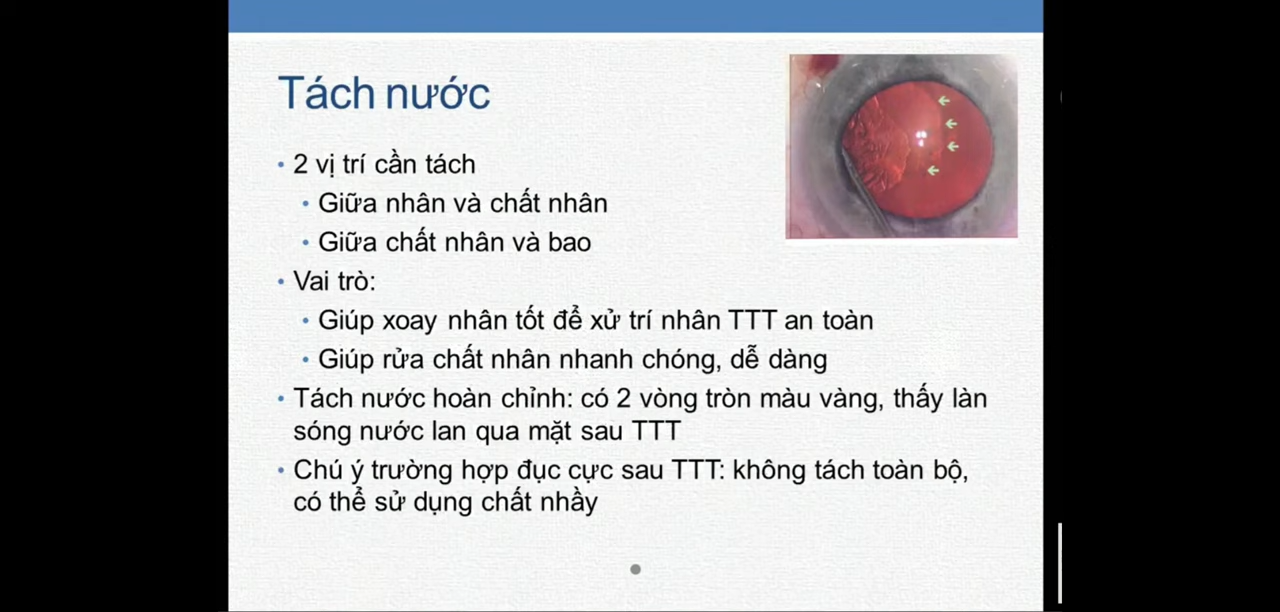 Tách nước
• 2 vị trí cần tách
• Giữa nhân và chất nhân
• Giữa chất nhân và bao
• Vai trò:
• Giúp xoay nhân tốt để xử trí nhân TTT an toàn
• Giúp rửa chất nhân nhanh chóng, dễ dàng
• Tách nước hoàn chỉnh: có 2 vòng tròn màu vàng, thấy làn
sóng nước lan qua mặt sau TTT
• Chú ý trường hợp đục cực sau TTT: không tách toàn bộ,
có thể sử dụng chất nhầy